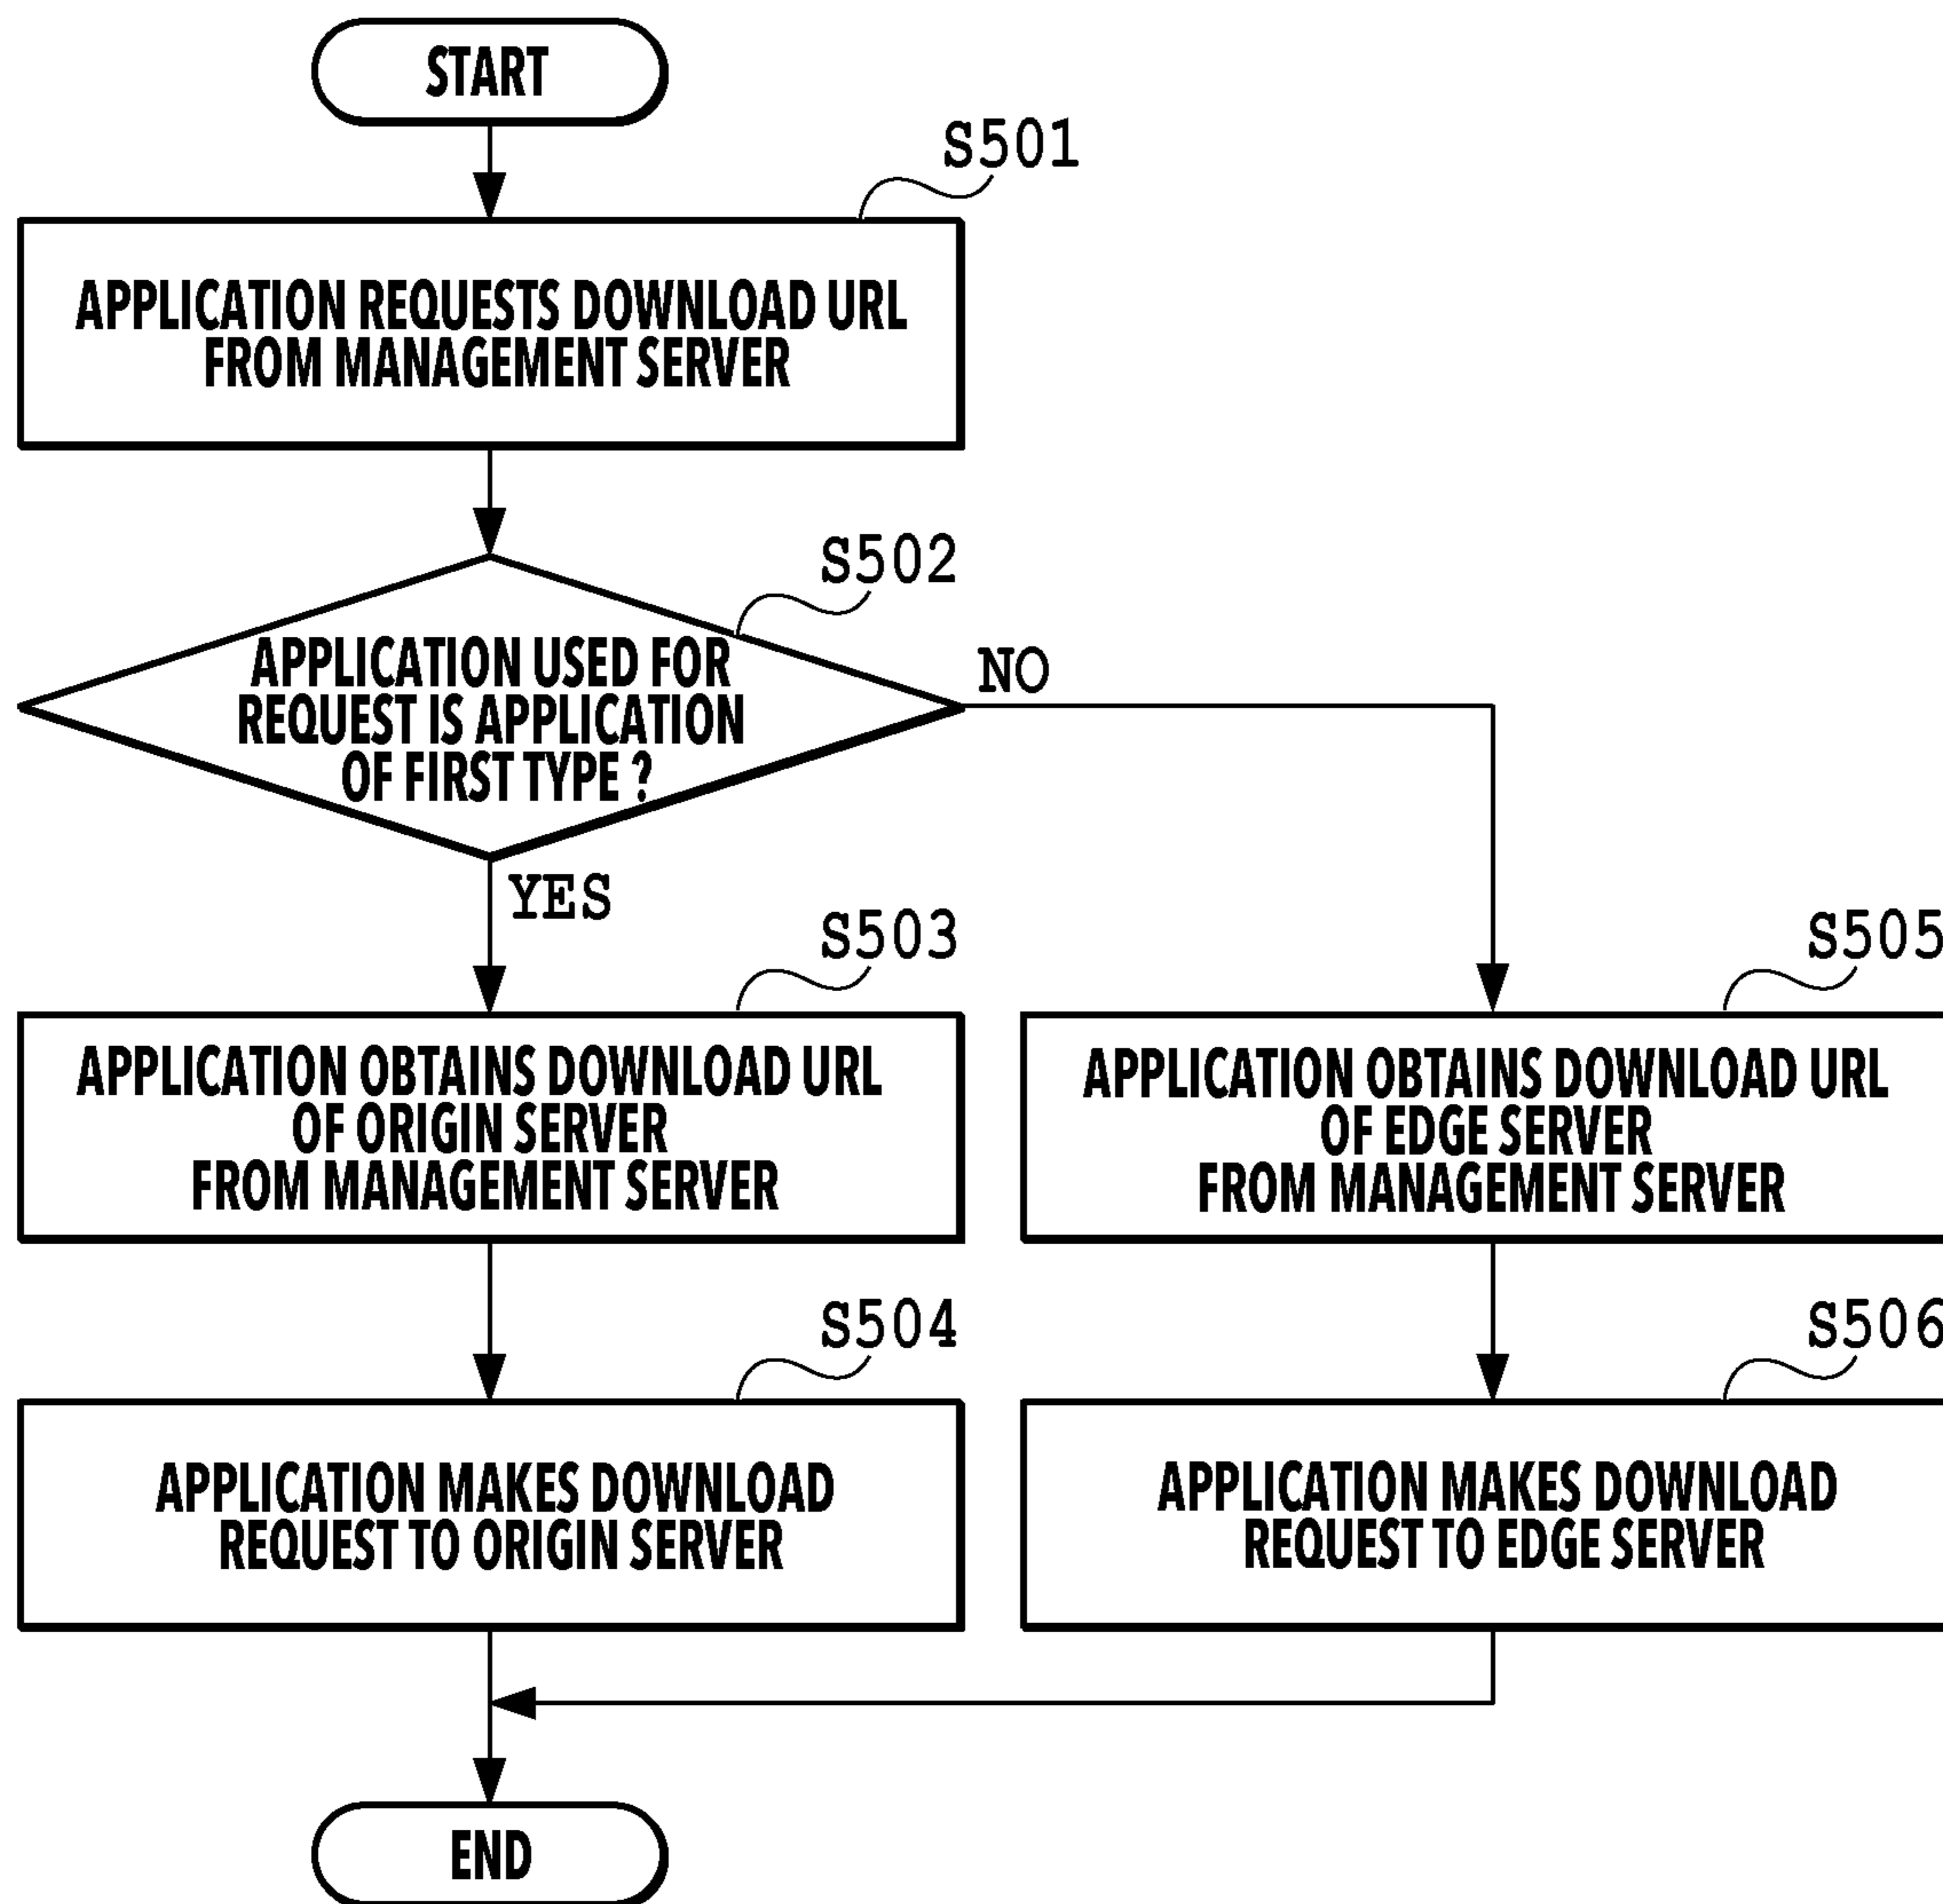 START
S501
APPLICATION REQUESTS DOWNLOAD URL
FROM MANAGEMENT SERVER
S502
APPLICATION USED FOR
REQUEST IS APPLICATION
OF FIRST TYPE ?
NO
YES
S503
APPLICATION OBTAINS DOWNLOAD URL
OF ORIGIN SERVER
FROM MANAGEMENT SERVER
S505
APPLICATION OBTAINS DOWNLOAD URL
OF EDGE SERVER
FROM MANAGEMENT SERVER
S504
APPLICATION MAKES DOWNLOAD
REQUEST TO ORIGIN SERVER
S506
APPLICATION MAKES DOWNLOAD
REQUEST TO EDGE SERVER
END